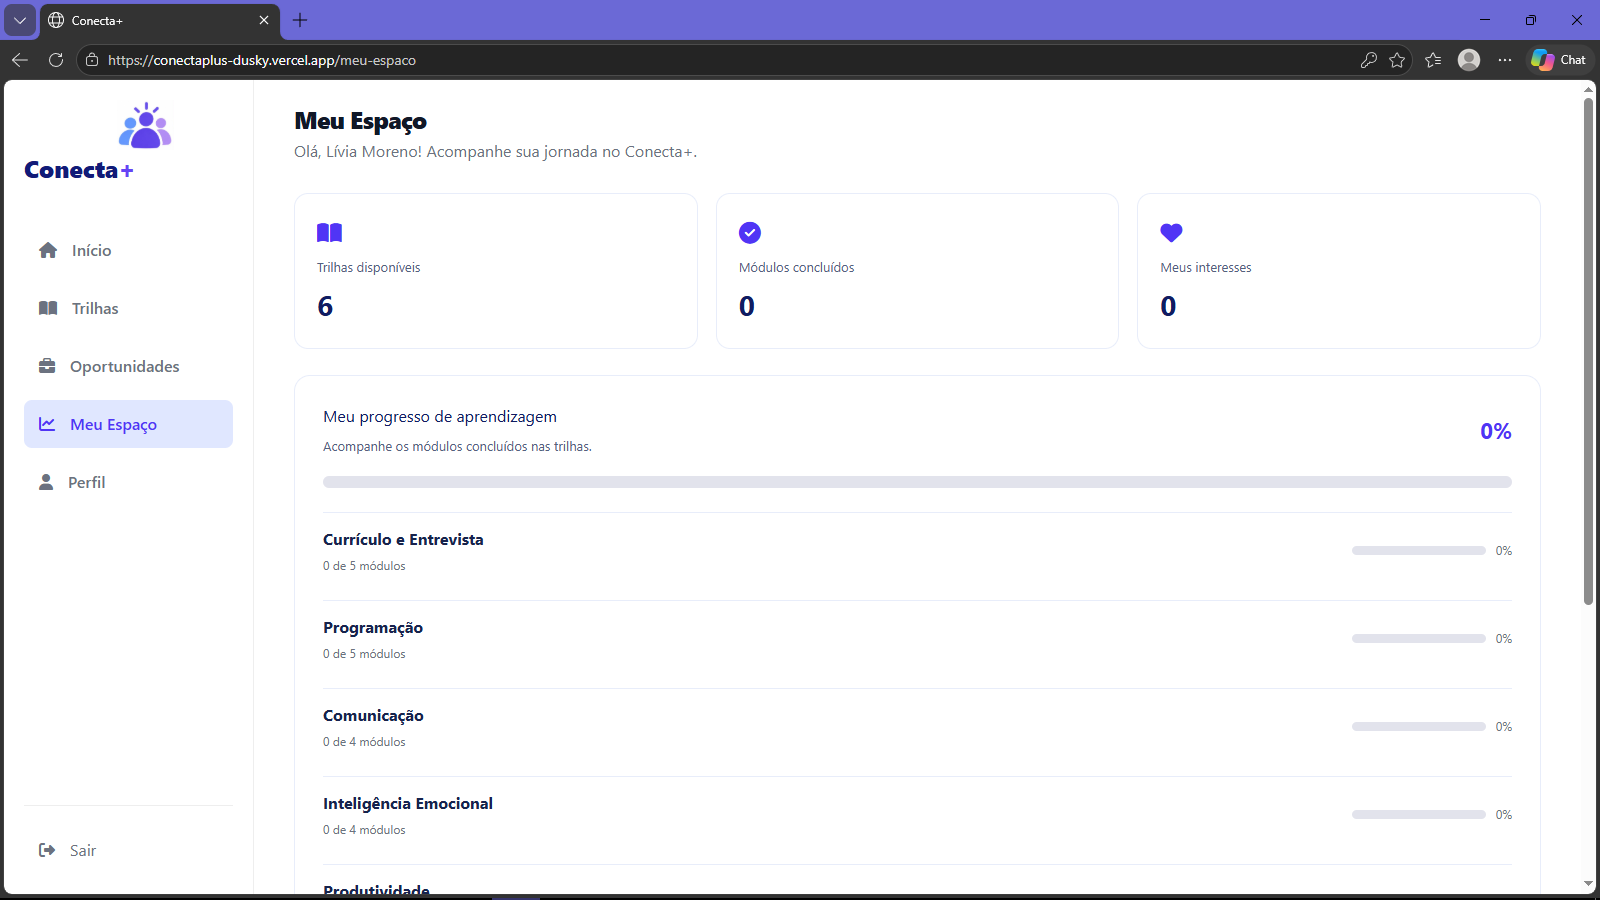 Conecta+
https://conectaplus-dusky.vercel.app/meu-espaco
Chat
Conecta+
Início
Trilhas
Oportunidades
Meu Espaço
Perfil
Sair
Meu Espaço
Olá, Lívia Moreno! Acompanhe sua jornada no Conecta+.
Trilhas disponíveis
6
Módulos concluídos
0
Meus interesses
0
Meu progresso de aprendizagem
Acompanhe os módulos concluídos nas trilhas.
0%
Currículo e Entrevista
0 de 5 módulos
0%
Programação
0 de 5 módulos
0%
Comunicação
0 de 4 módulos
0%
Inteligência Emocional
0 de 4 módulos
0%
Produtividade